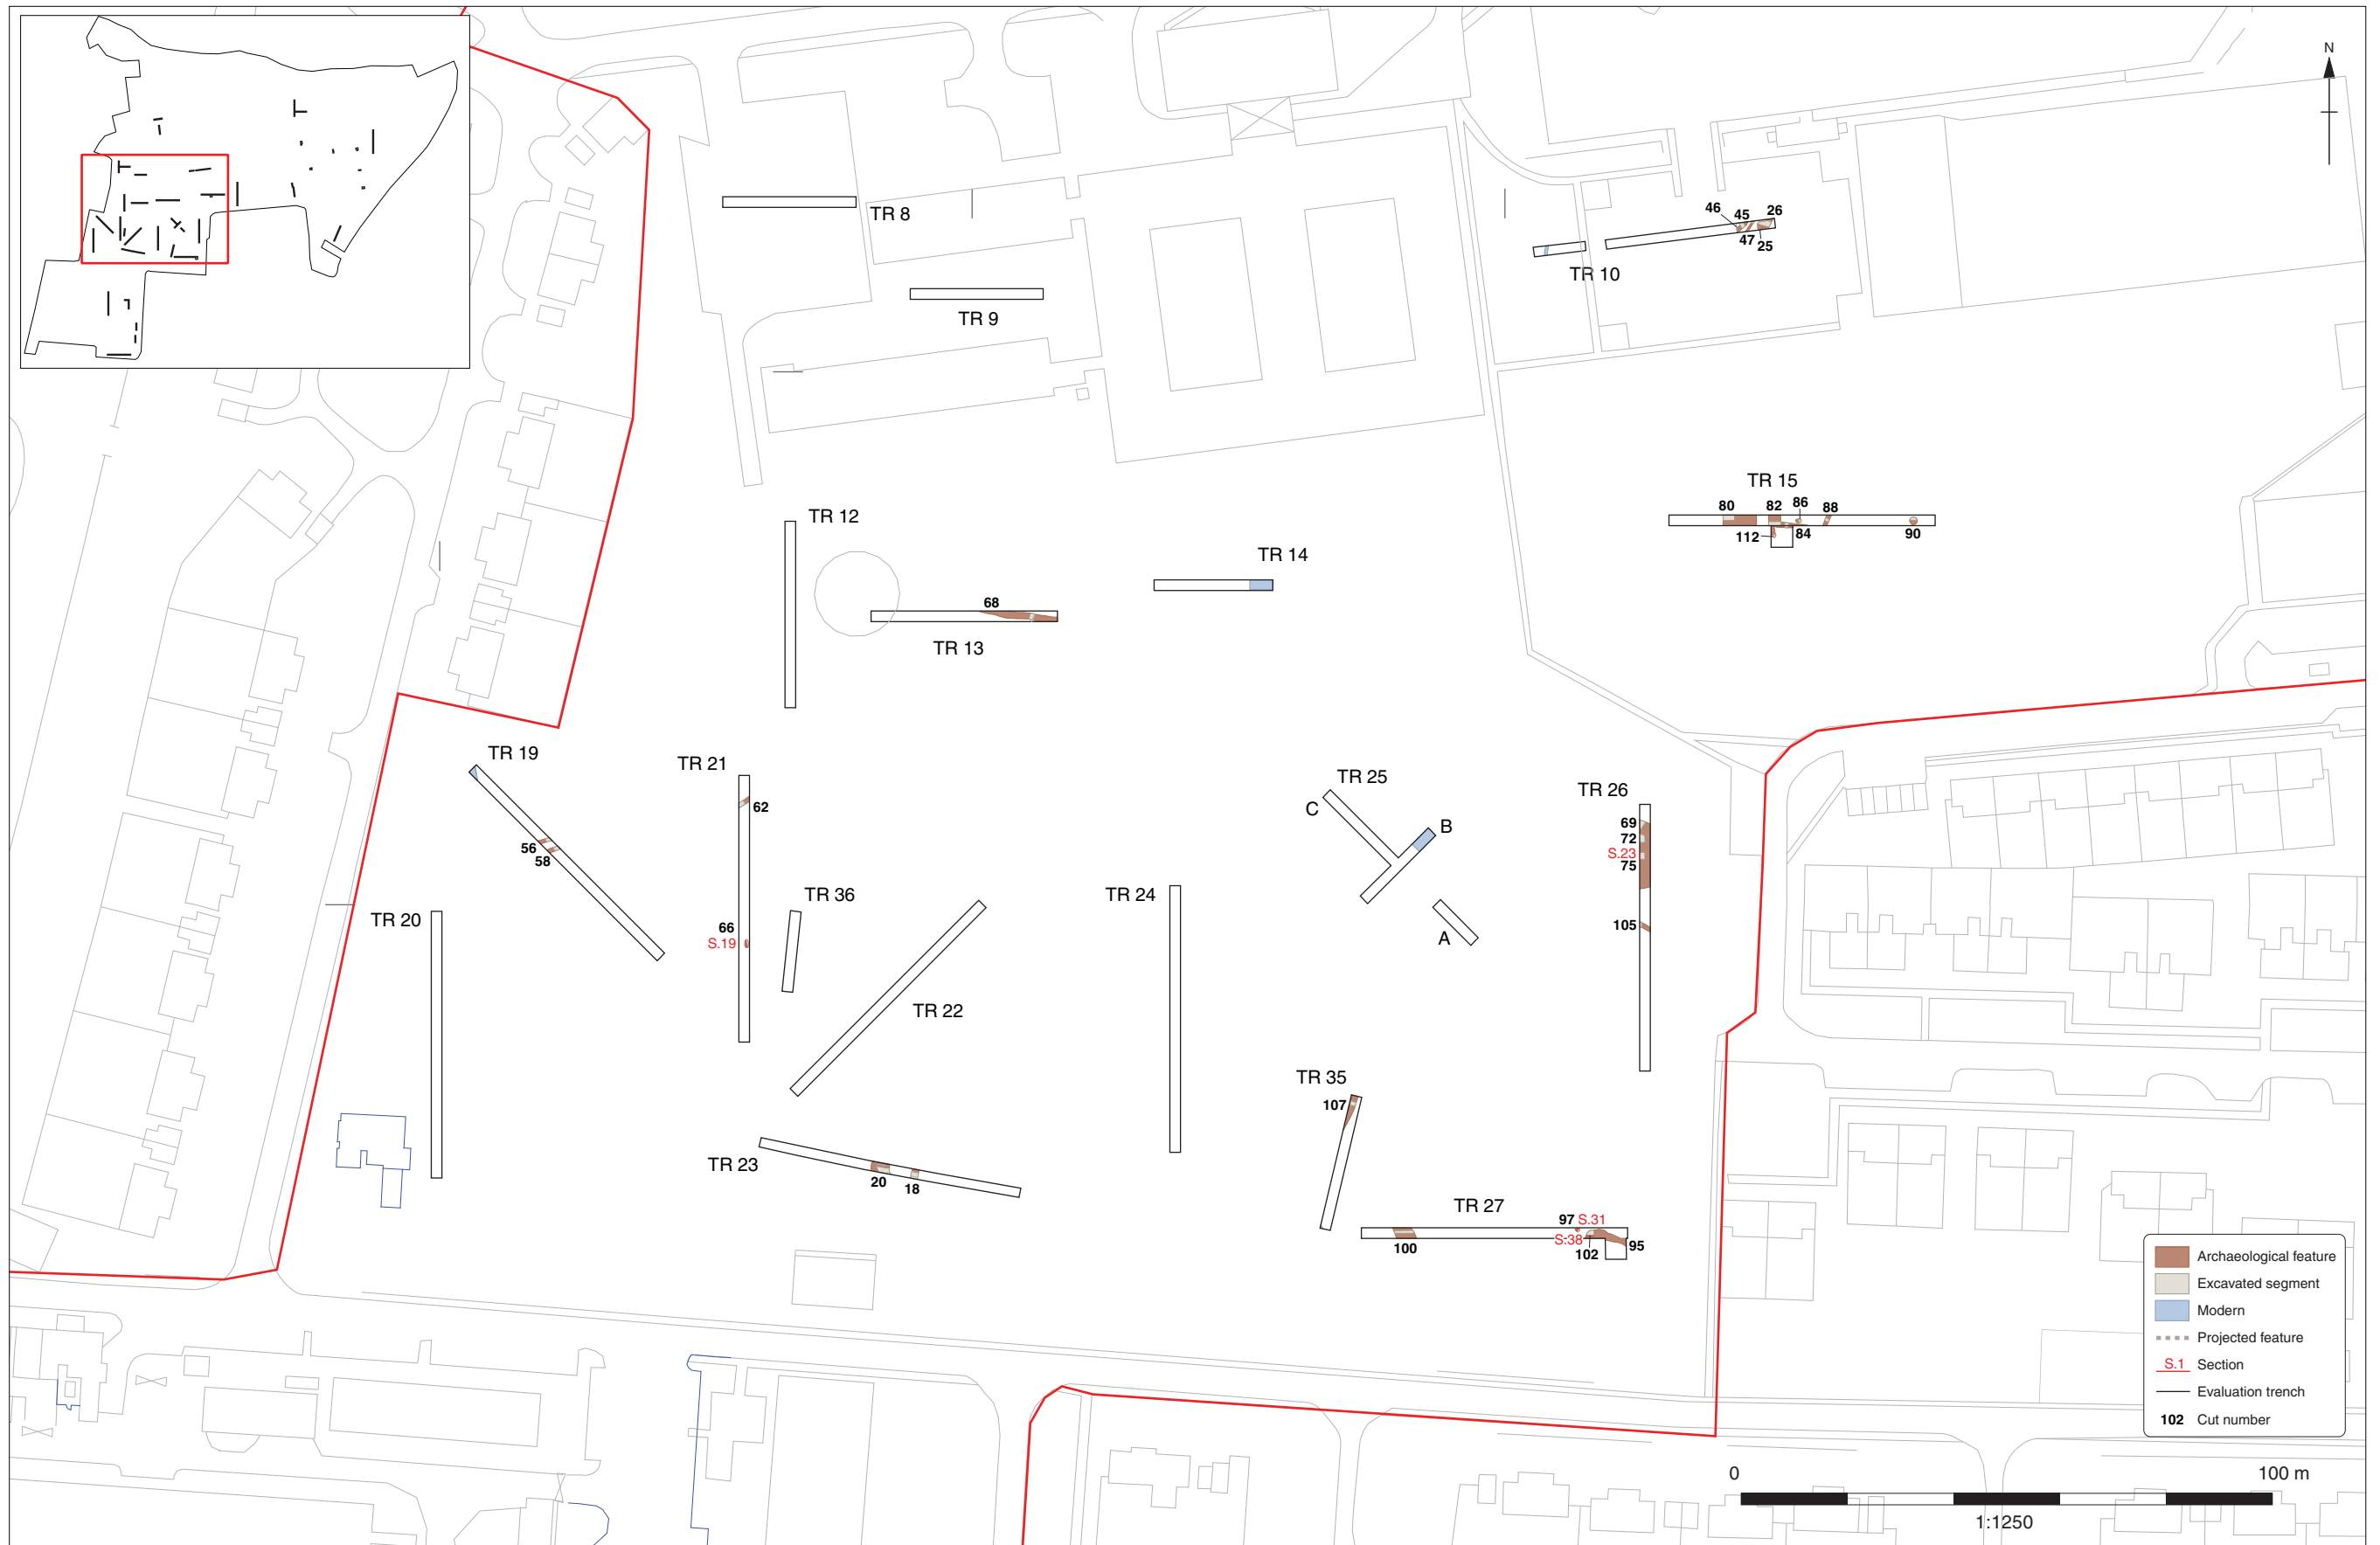 N
TR 8
46
45
26
47
25
TR 10
TR 9
TR 15
80
82
86
88
112
84
90
TR 12
TR 14
68
TR 13
TR 19
56
58
TR 21
62
66
S.19
TR 36
TR 20
TR 22
TR 24
TR 25
C
B
A
TR 26
69
72
S.23
75
105
TR 35
107
TR 23
20
18
TR 27
97 S.31
S.38
102
95
100
Archaeological feature
Excavated segment
Modern
Projected feature
S.1 Section
Evaluation trench
102 Cut number
0 100 m
1:1250